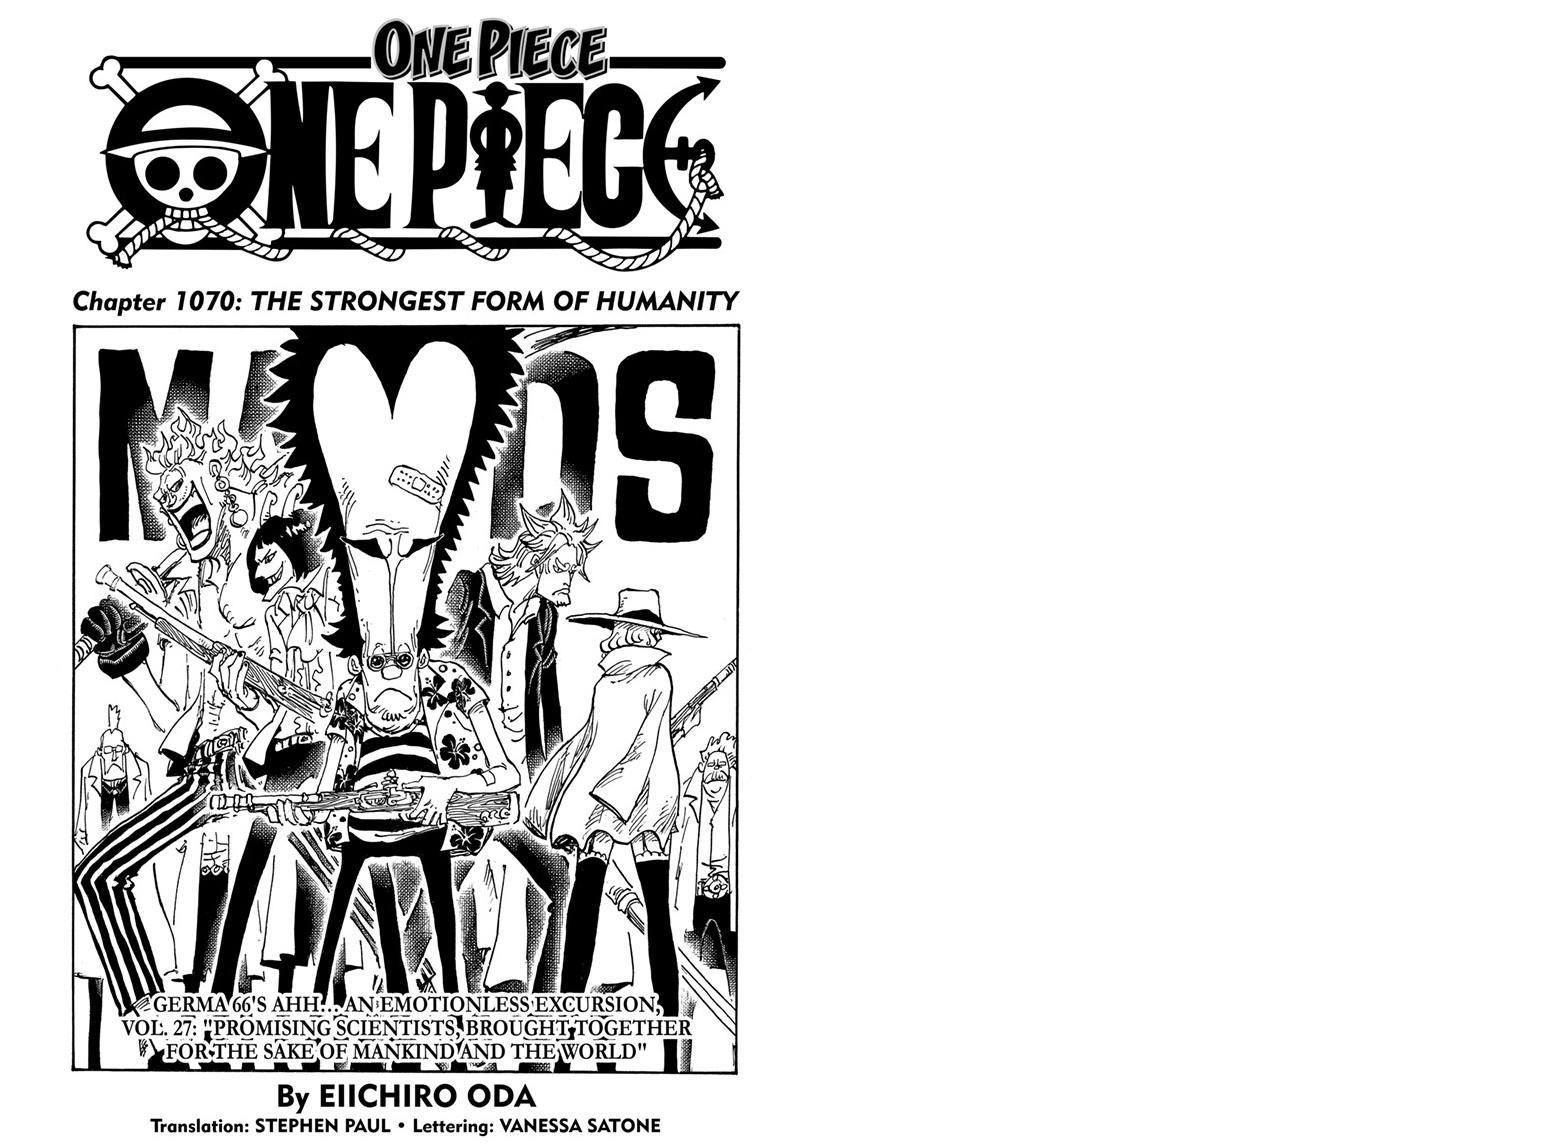 ONE PIECE
ONE PIECE
Chapter 1070: THE STRONGEST FORM OF HUMANITY
M DS
GERMA 66'S AHH... AN EMOTIONLESS EXCURSION,
VOL. 27: "PROMISING SCIENTISTS, BROUGHT TOGETHER
FOR THE SAKE OF MANKIND AND THE WORLD"
By EIICHIRO ODA
Translation: STEPHEN PAUL • Lettering: VANESSA SATONE